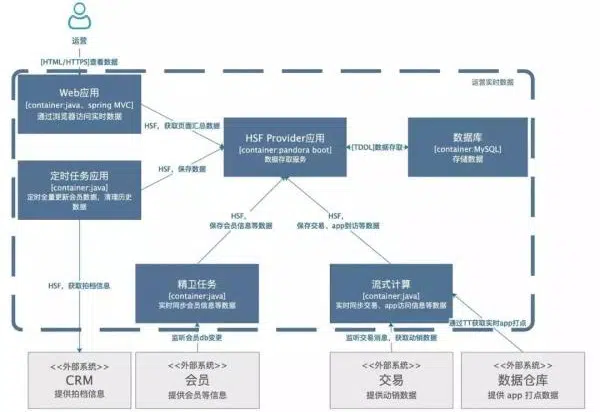 运营
[HTML/HTTPS]查看数据
运营实时数据
Web应用
[container:java、spring MVC]
通过浏览器访问实时数据
HSF，获取页面汇总数据
HSF Provider应用
[container:pandora boot]
数据存取服务
[TDDL]数据存取
数据库
[container:MySQL]
存储数据
HSF，保存数据
定时任务应用
[container:java]
定时全量更新会员数据，清理历史
数据
HSF，
保存会员信息等数据
HSF，
保存交易、app到访等数据
HSF，获取拍档信息
精卫任务
[container:java]
实时同步会员信息等数据
流式计算
[container:java]
实时同步交易、app访问信息等数据
通过TT获取实时app打点
监听会员db变更
监听交易消息，获取动销数据
<<外部系统>>
CRM
提供拍档信息
<<外部系统>>
会员
提供会员等信息
<<外部系统>>
交易
提供动销数据
<<外部系统>>
数据仓库
提供 app 打点数据